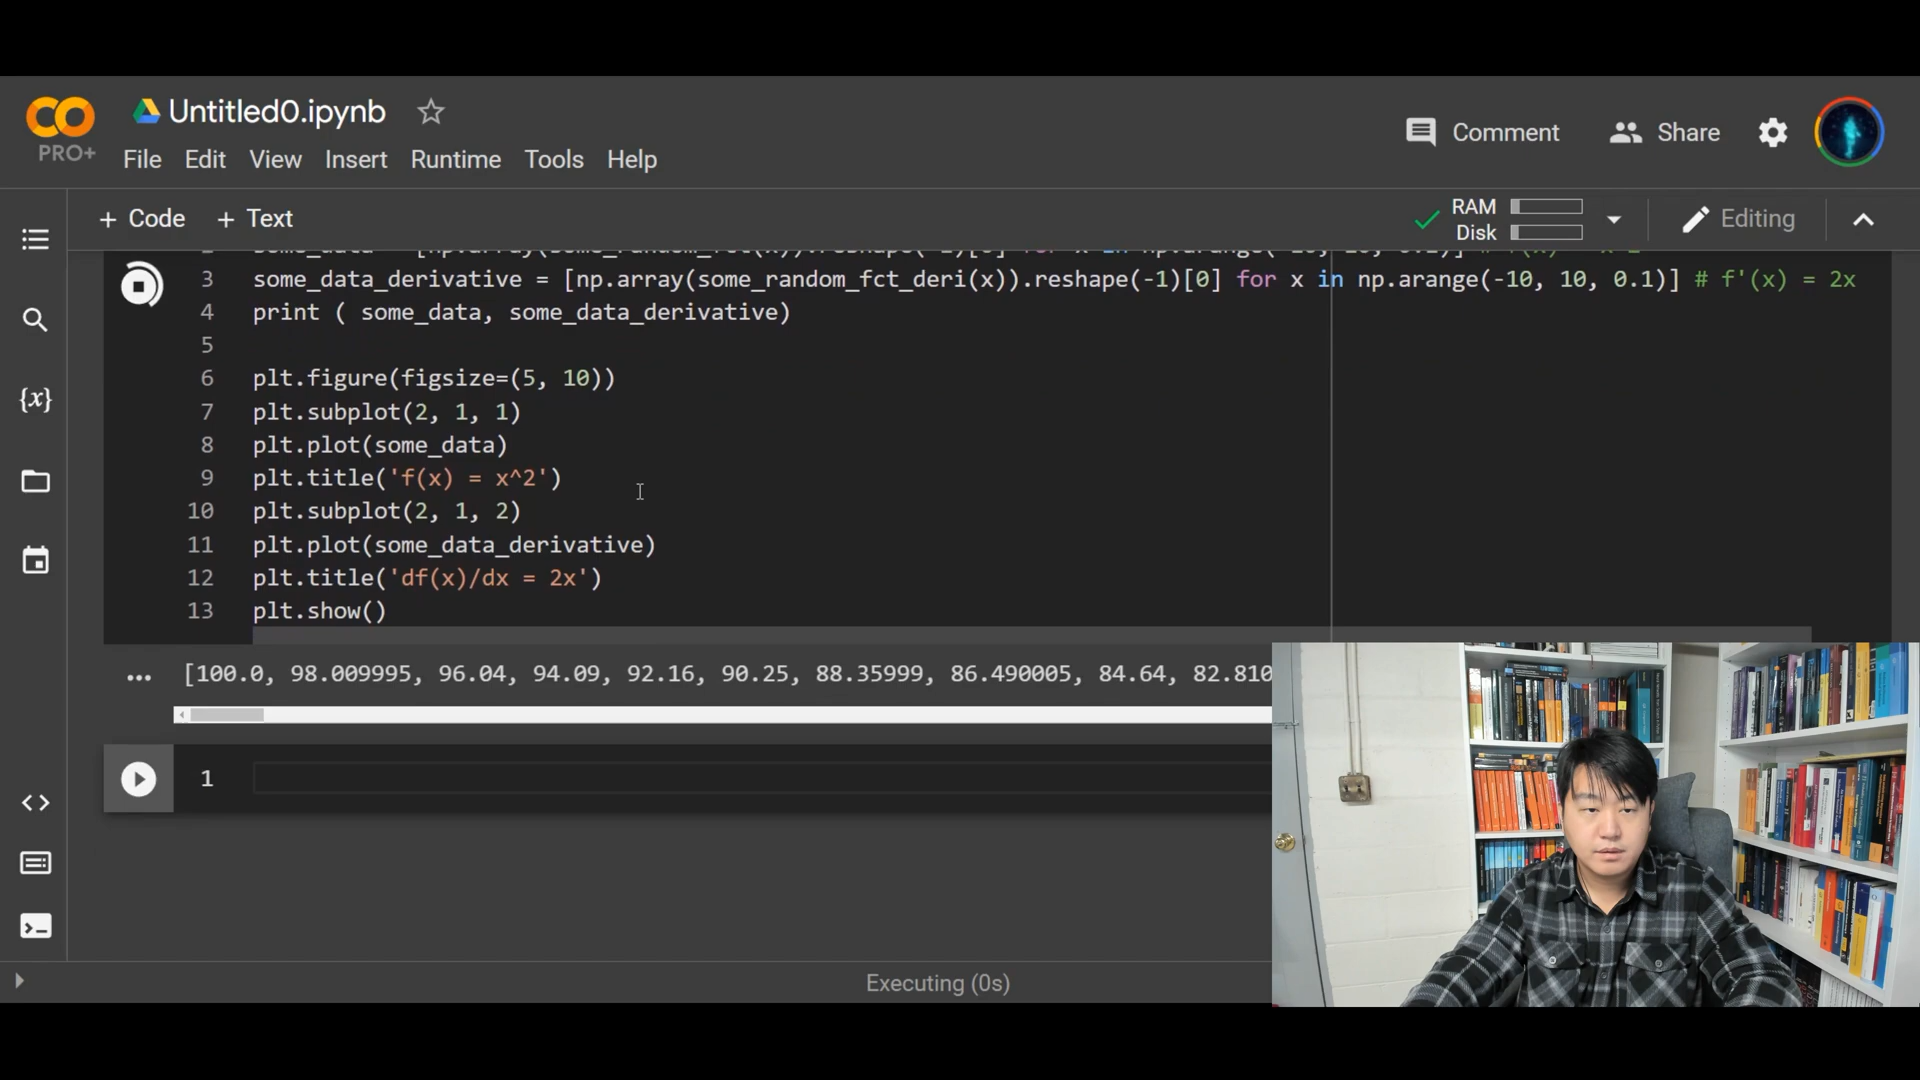 Untitled0.ipynb
PRO+
File Edit View Insert Runtime Tools Help
Comment Share
+ Code + Text
RAM
Disk
Editing
3 some_data_derivative = [np.array(some_random_fct_deri(x)).reshape(-1)[0] for x in np.arange(-10, 10, 0.1)] # f'(x) = 2x
4 print ( some_data, some_data_derivative)
5
6 plt.figure(figsize=(5, 10))
7 plt.subplot(2, 1, 1)
8 plt.plot(some_data)
9 plt.title('f(x) = x^2')
10 plt.subplot(2, 1, 2)
11 plt.plot(some_data_derivative)
12 plt.title('df(x)/dx = 2x')
13 plt.show()
[100.0, 98.009995, 96.04, 94.09, 92.16, 90.25, 88.35999, 86.490005, 84.64, 82.810
1
Executing (0s)